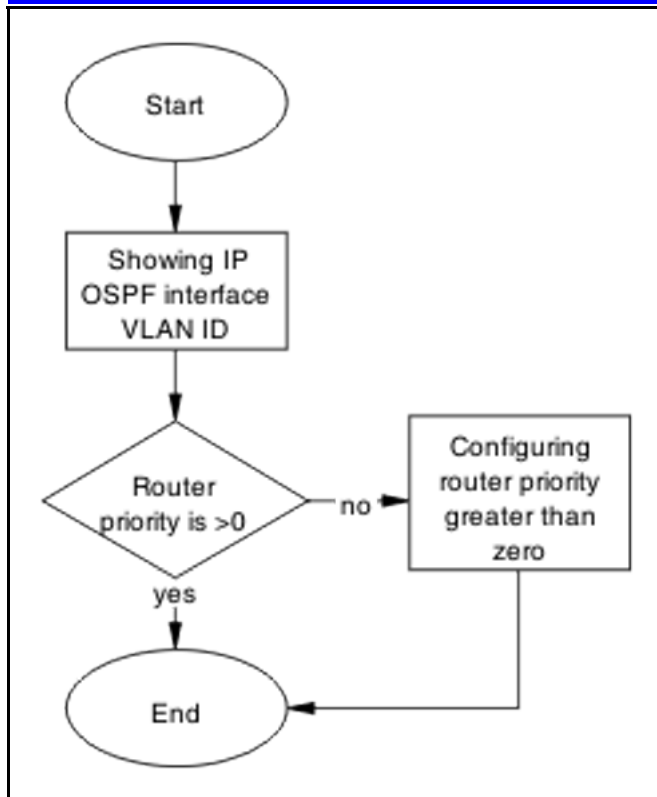 Start
Showing IP
OSPF interface
VLAN ID
Router
priority is >0
no
Configuring
router priority
greater than
zero
yes
End